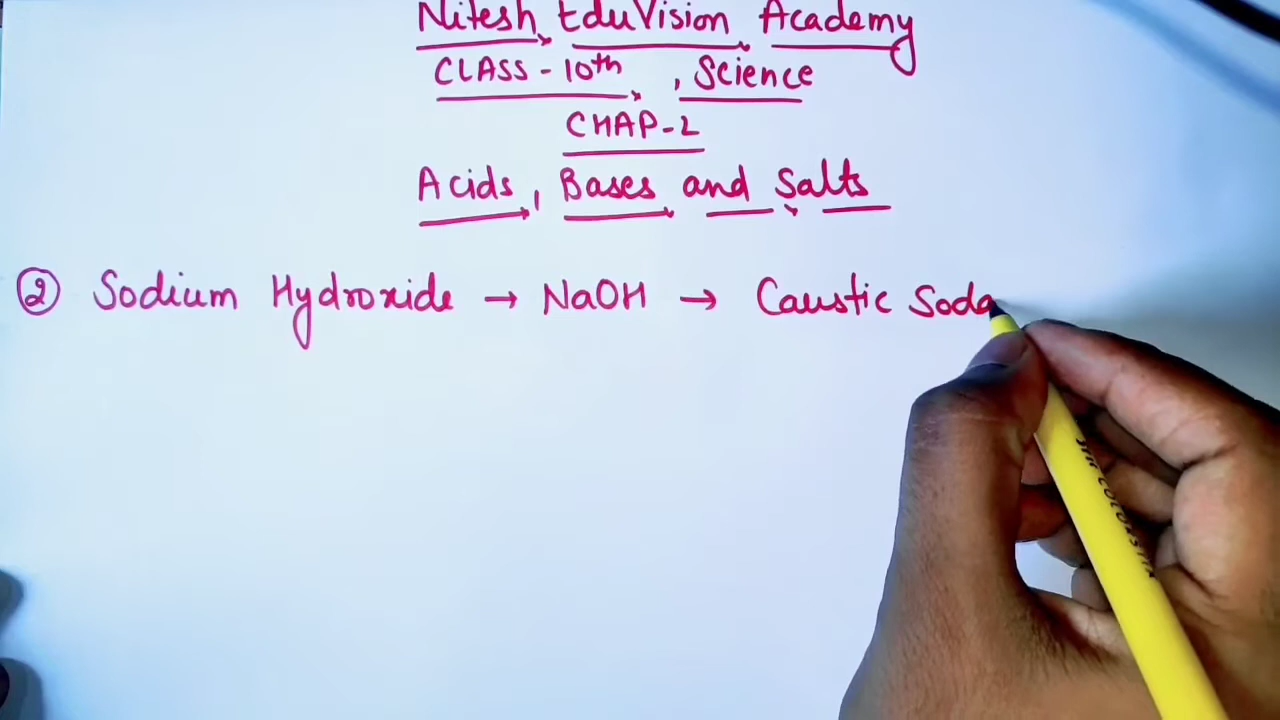 Nitesh EduVision Academy
CLASS - 10th, Science
CHAP-2
Acids, Bases and Salts
② Sodium Hydroxide → NaOH → Caustic Soda